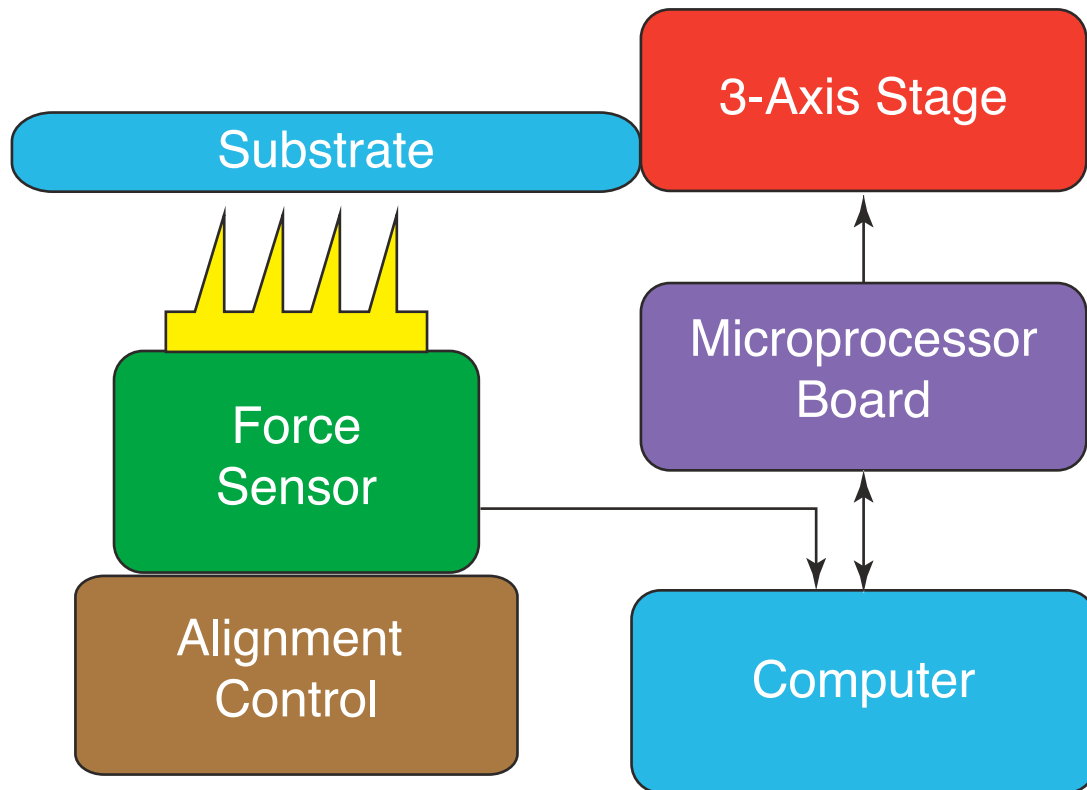 3-Axis Stage
Substrate
Microprocessor
Board
Force
Sensor
Alignment
Control
Computer